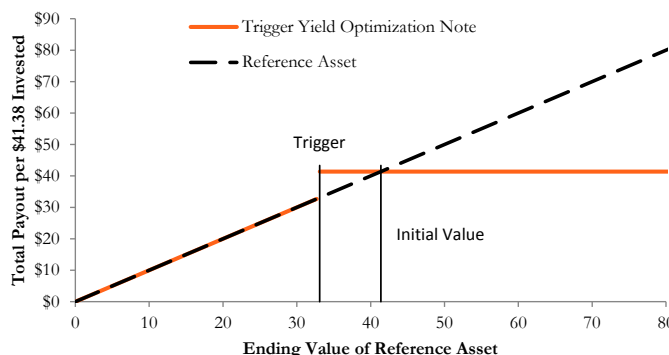 $90
Trigger Yield Optimization Note
$80
Reference Asset
$70
$60
$50
Trigger
$40
$30
Initial Value
$20
$10
$0
0 10 20 30 40 50 60 70 80
Total Payout per $41.38 Invested
Ending Value of Reference Asset